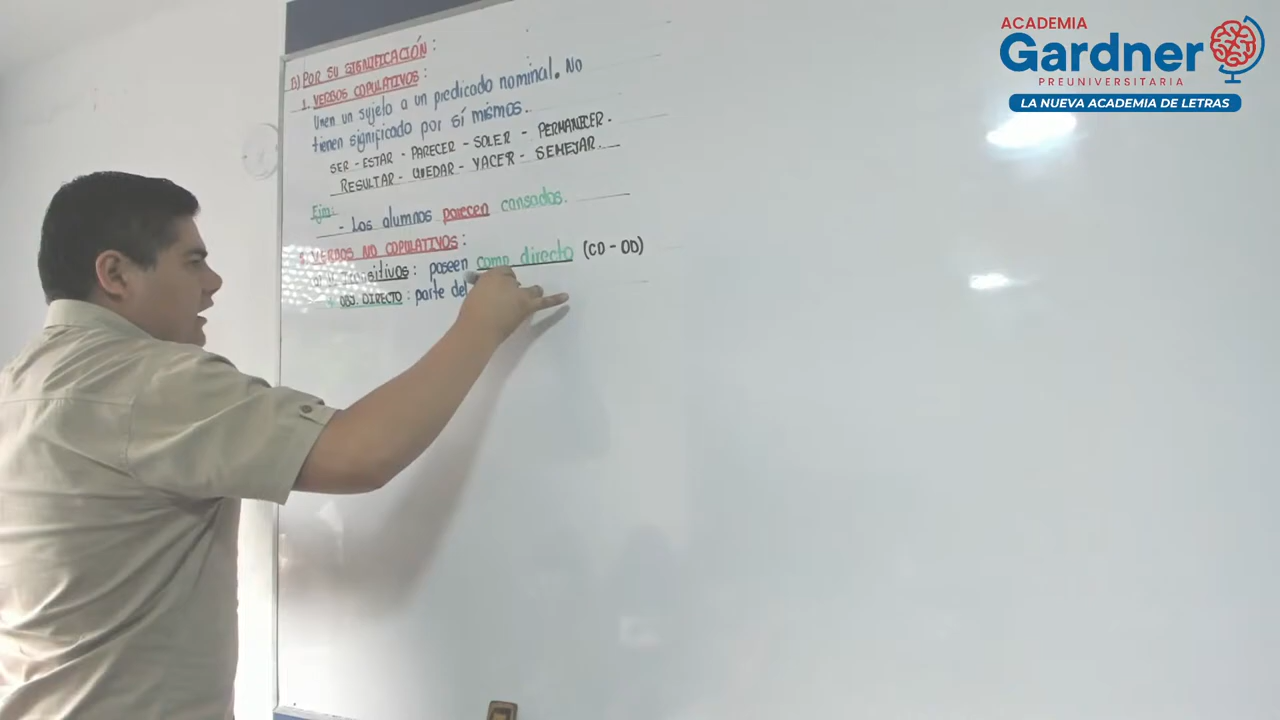 B) POR SU SIGNIFICACIÓN:
1. VERBOS COPULATIVOS:
Unen un sujeto a un predicado nominal. No
tienen significado por sí mismos.
SER - ESTAR - PARECER - SOLER - PERMANECER.
RESULTAR - QUEDAR - YACER - SEMEJAR.
Ejm:
- Los alumnos parecen cansados.
VERBOS NO COPULATIVOS:
Transitivos: poseen comp. directo (CD - OD)
OBJ. DIRECTO: parte del
ACADEMIA
Gardner
PREUNIVERSITARIA
LA NUEVA ACADEMIA DE LETRAS